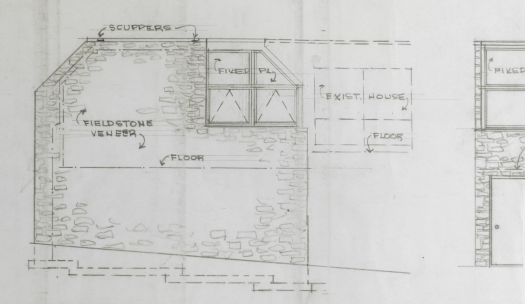 SCUPPERS
FIXED PL
FIXED
EXIST. HOUSE
FIELDSTONE
VENEER
FLOOR
FLOOR